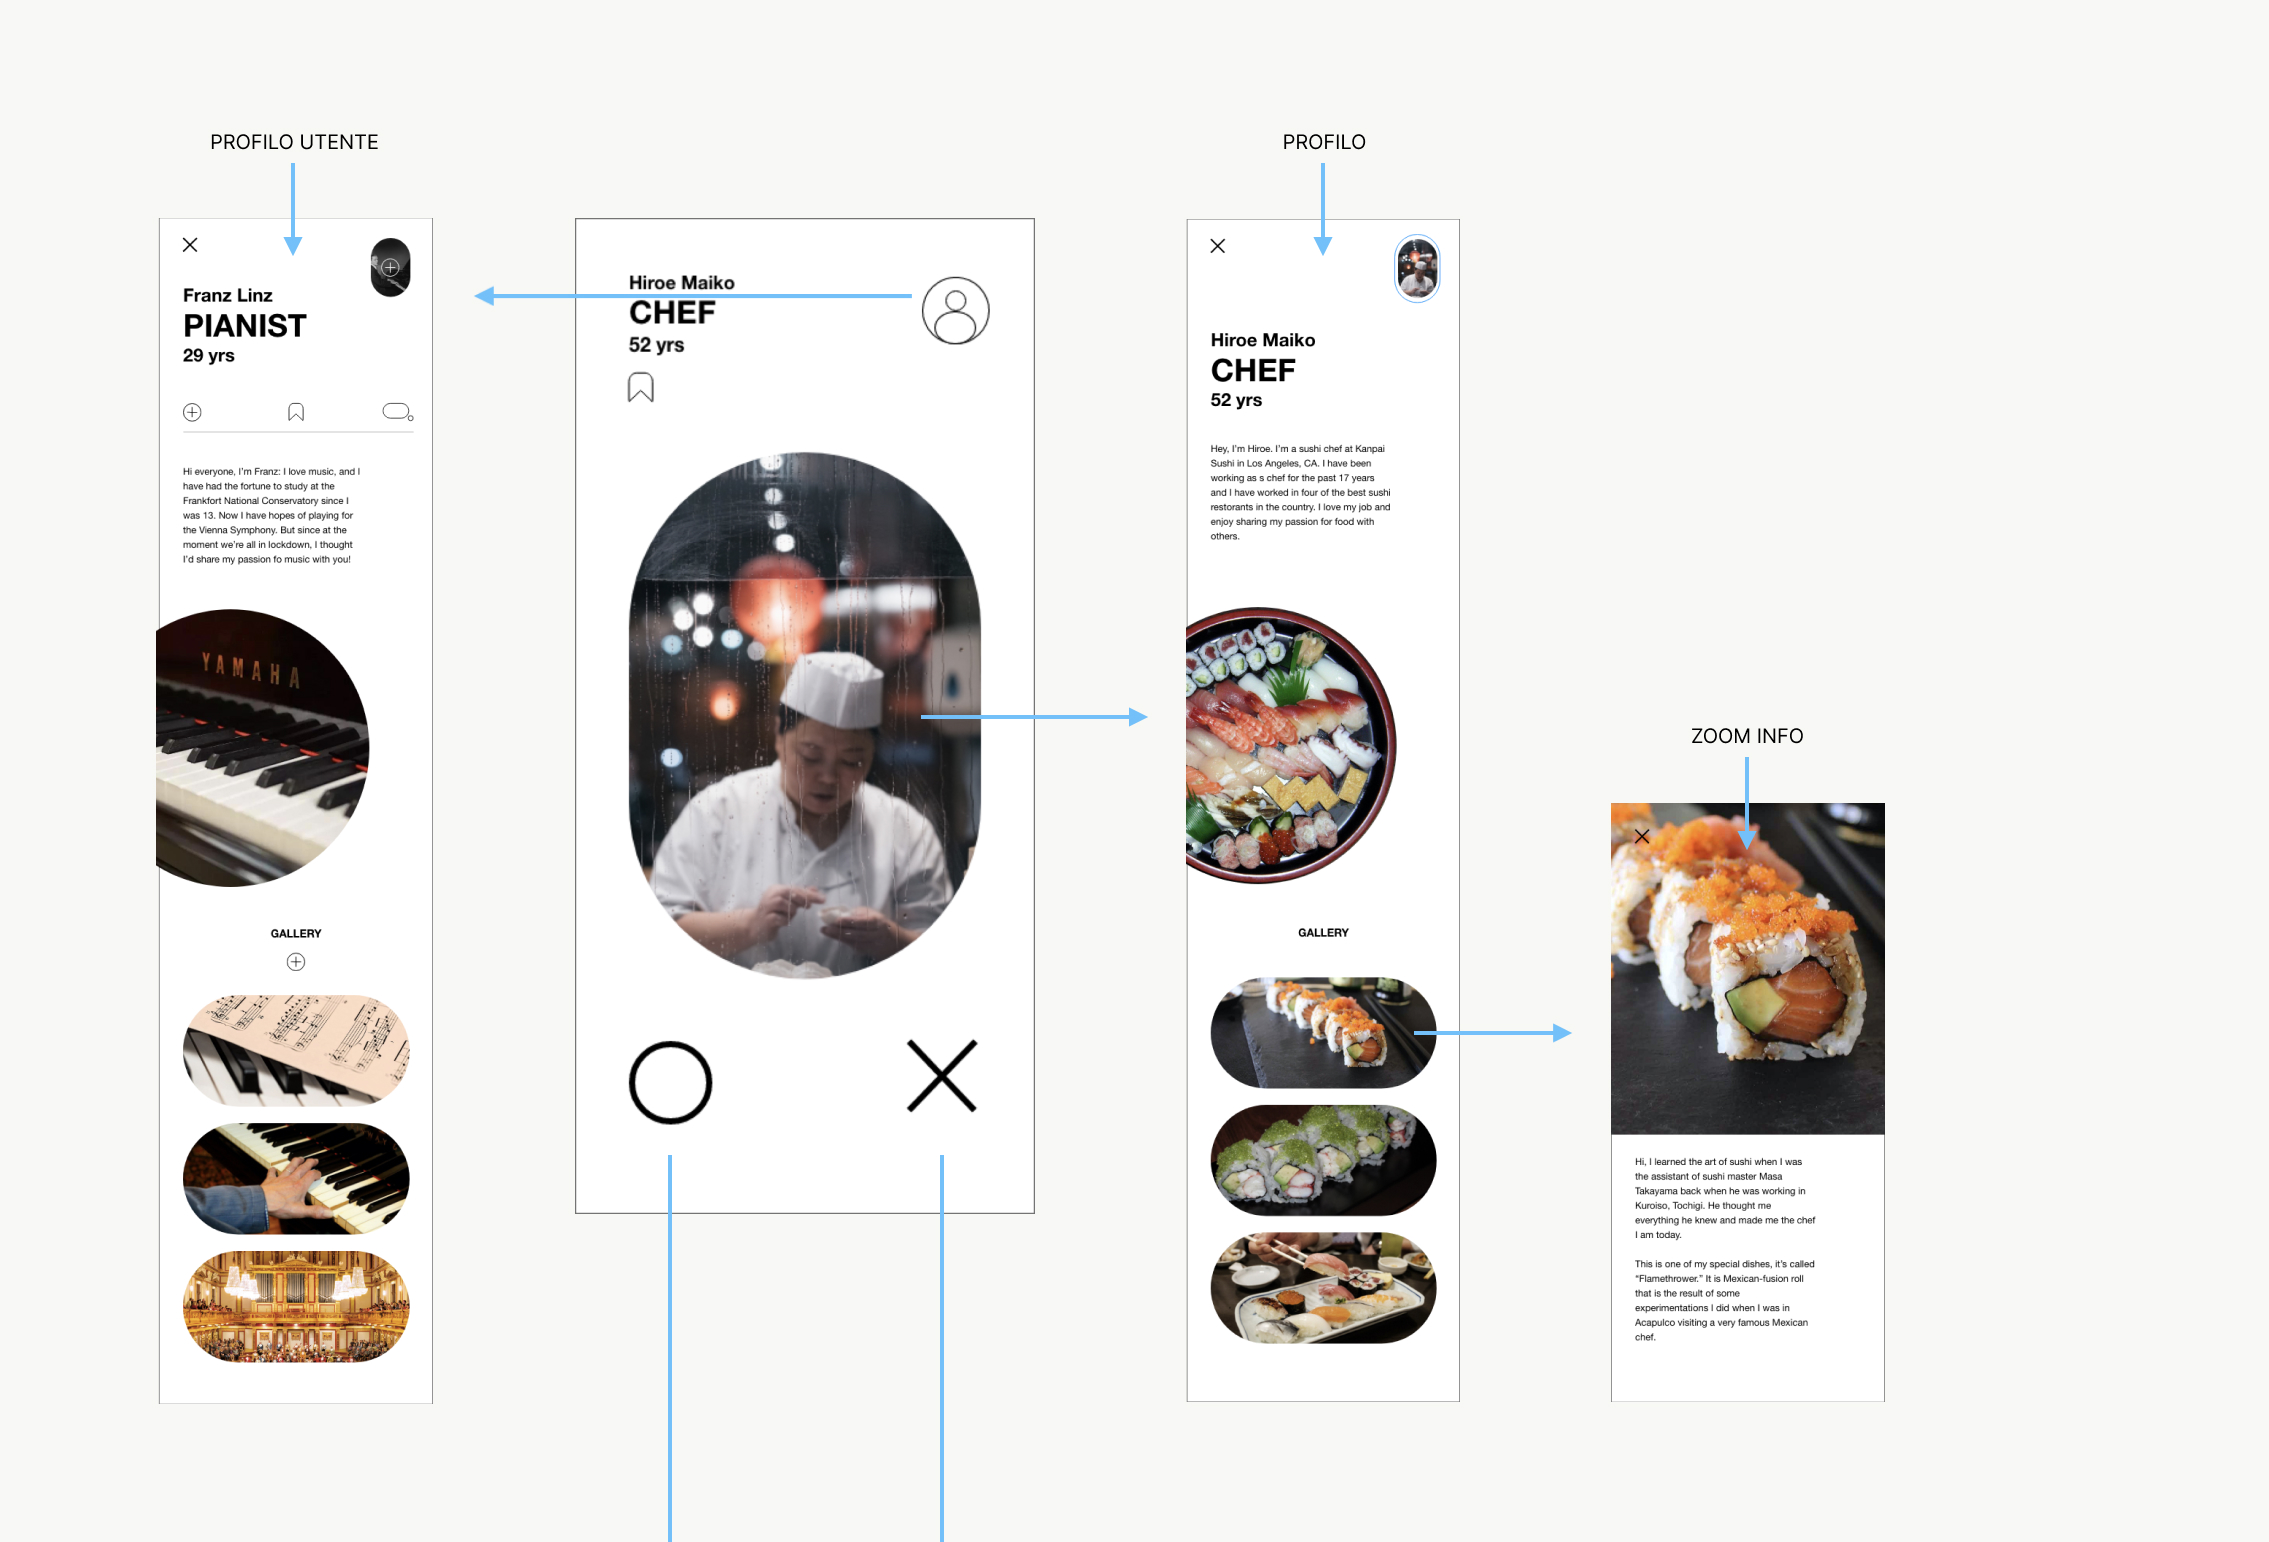 PROFILO UTENTE
Franz Linz
PIANIST
29 yrs
Hi everyone, I'm Franz: I love music, and I
have had the fortune to study at the
Frankfort National Conservatory since I
was 13. Now I have hopes of playing for
the Vienna Symphony. But since at the
moment we're all in lockdown, I thought
I'd share my passion fo music with you!
YAMAHA
GALLERY
Hiroe Maiko
CHEF
52 yrs
PROFILO
Hiroe Maiko
CHEF
52 yrs
Hey, I'm Hiroe. I'm a sushi chef at Kanpai
Sushi in Los Angeles, CA. I have been
working as s chef for the past 17 years
and I have worked in four of the best sushi
restorants in the country. I love my job and
enjoy sharing my passion for food with
others.
GALLERY
ZOOM INFO
Hi, I learned the art of sushi when I was
the assistant of sushi master Masa
Takayama back when he was working in
Kuroiso, Tochigi. He thought me
everything he knew and made me the chef
I am today.
This is one of my special dishes, it's called
“Flamethrower.” It is Mexican-fusion roll
that is the result of some
experimentations I did when I was in
Acapulco visiting a very famous Mexican
chef.